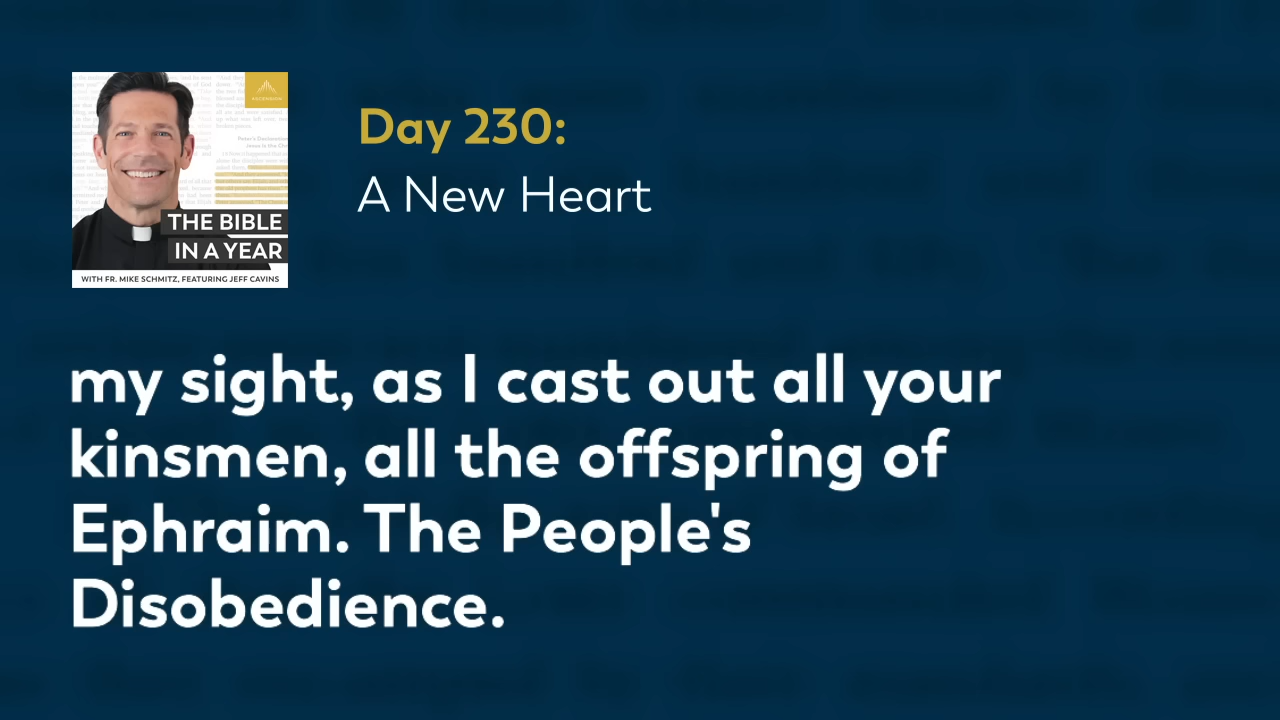 ASCENSION
THE BIBLE
IN A YEAR
WITH FR. MIKE SCHMITZ, FEATURING JEFF CAVINS
Day 230:
A New Heart
my sight, as I cast out all your
kinsmen, all the offspring of
Ephraim. The People's
Disobedience.